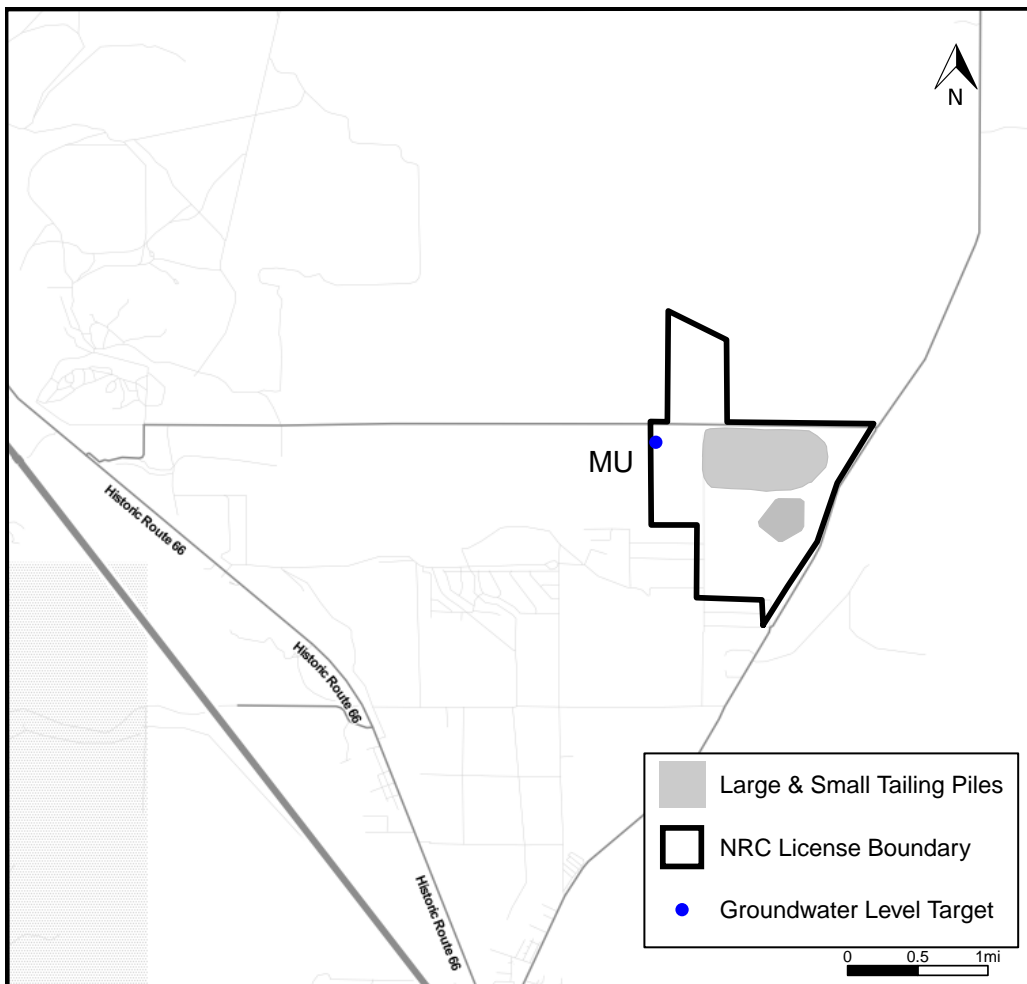 N
MU
Historic Route 66
Historic Route 66
Historic Route 66
Large & Small Tailing Piles
NRC License Boundary
Groundwater Level Target
0 0.5 1mi